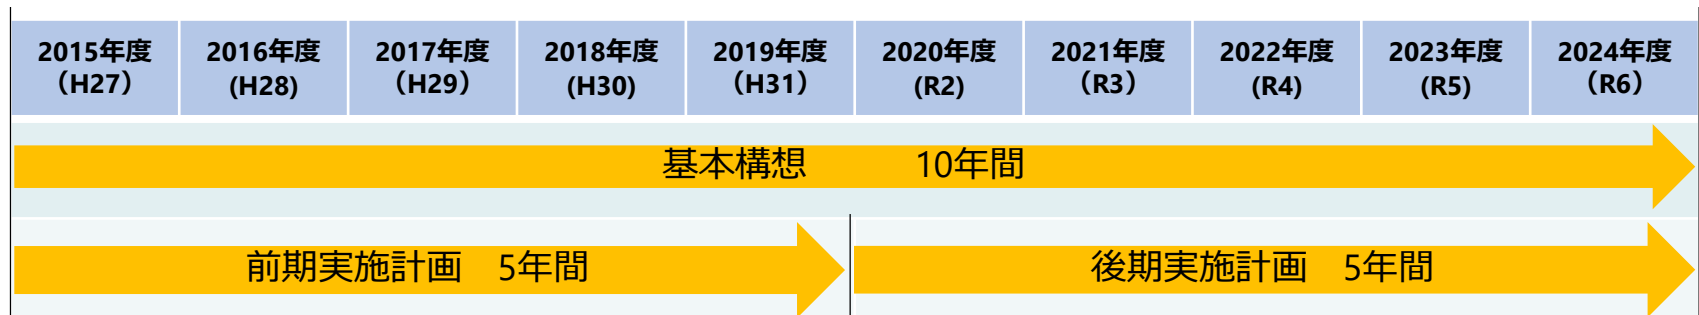 2015年度 2016年度 2017年度 2018年度 2019年度 2020年度 2021年度 2022年度 2023年度 2024年度
（H27） (H28) （H29） (H30) （H31） (R2) （R3） (R4) (R5) （R6）
基本構想　　　10年間
前期実施計画　5年間 後期実施計画　5年間